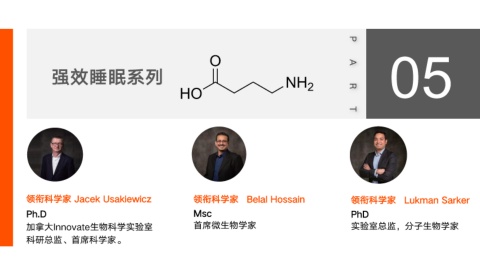 强效睡眠系列
O
HO
NH2
PART
05
领衔科学家 Jacek Usakiewicz
Ph.D
加拿大Innovate生物科学实验室
科研总监、首席科学家。
领衔科学家 Belal Hossain
Msc
首席微生物学家
领衔科学家 Lukman Sarker
PhD
实验室总监，分子生物学家